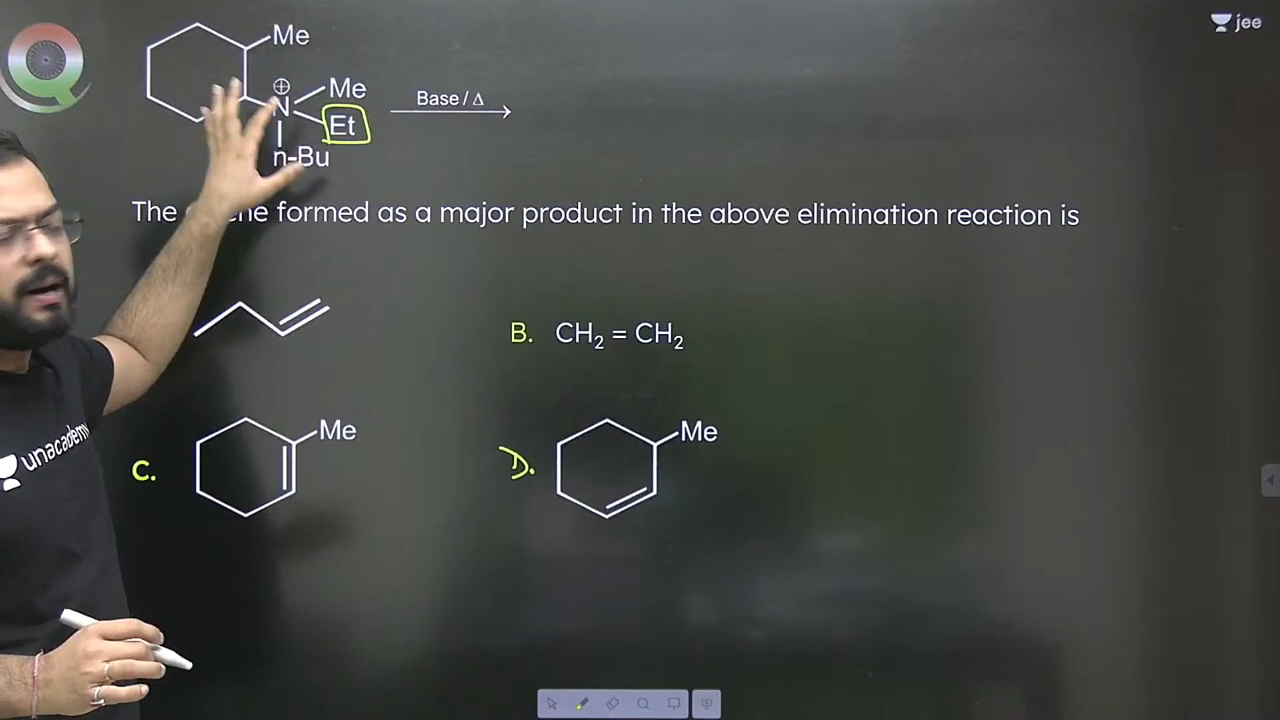 jee
Me
⊕
N
Me
Et
n-Bu
Base / Δ
The formed as a major product in the above elimination reaction is
B. CH₂ = CH₂
C.
Me
D.
Me
unacademy